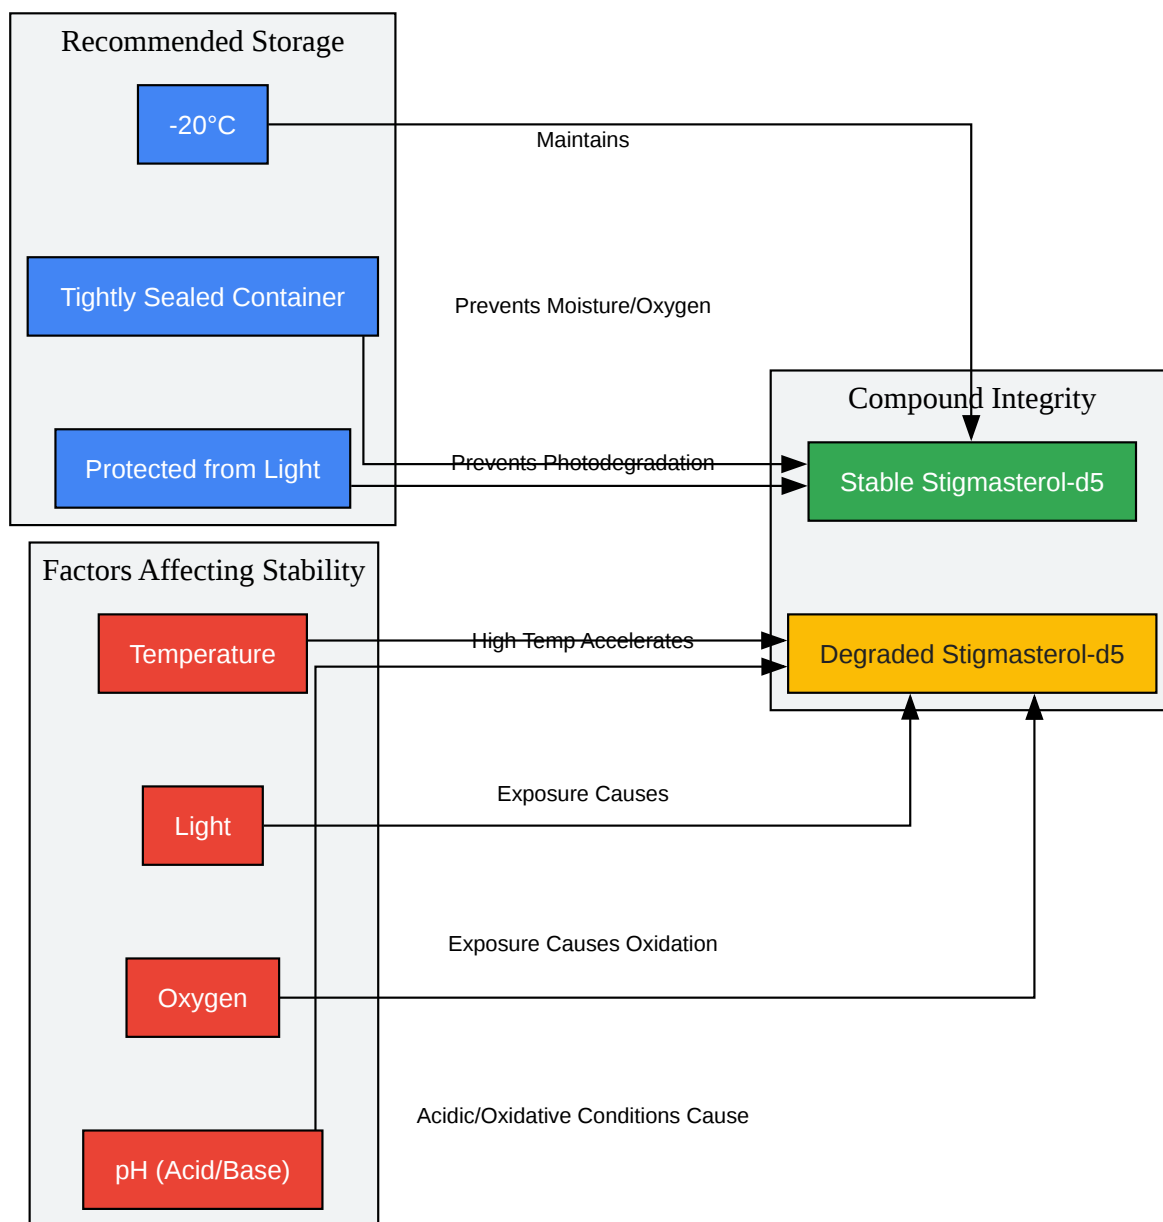 Recommended Storage
-20°C
Maintains
Tightly Sealed Container
Prevents Moisture/Oxygen
Compound Integrity
Protected from Light
Prevents Photodegradation
Stable Stigmasterol-d5
Factors Affecting Stability
Temperature
High Temp Accelerates
Degraded Stigmasterol-d5
Light
Exposure Causes
Oxygen
Exposure Causes Oxidation
pH (Acid/Base)
Acidic/Oxidative Conditions Cause